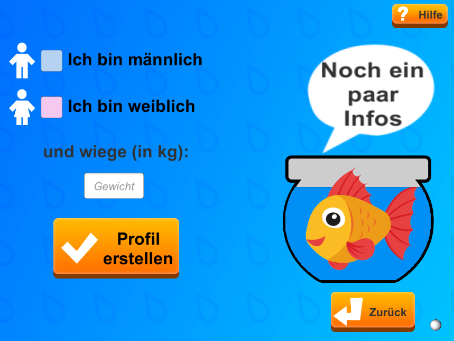 Hilfe
Ich bin männlich
Ich bin weiblich
und wiege (in kg):
Gewicht
Profil
erstellen
Noch ein
paar
Infos
Zurück